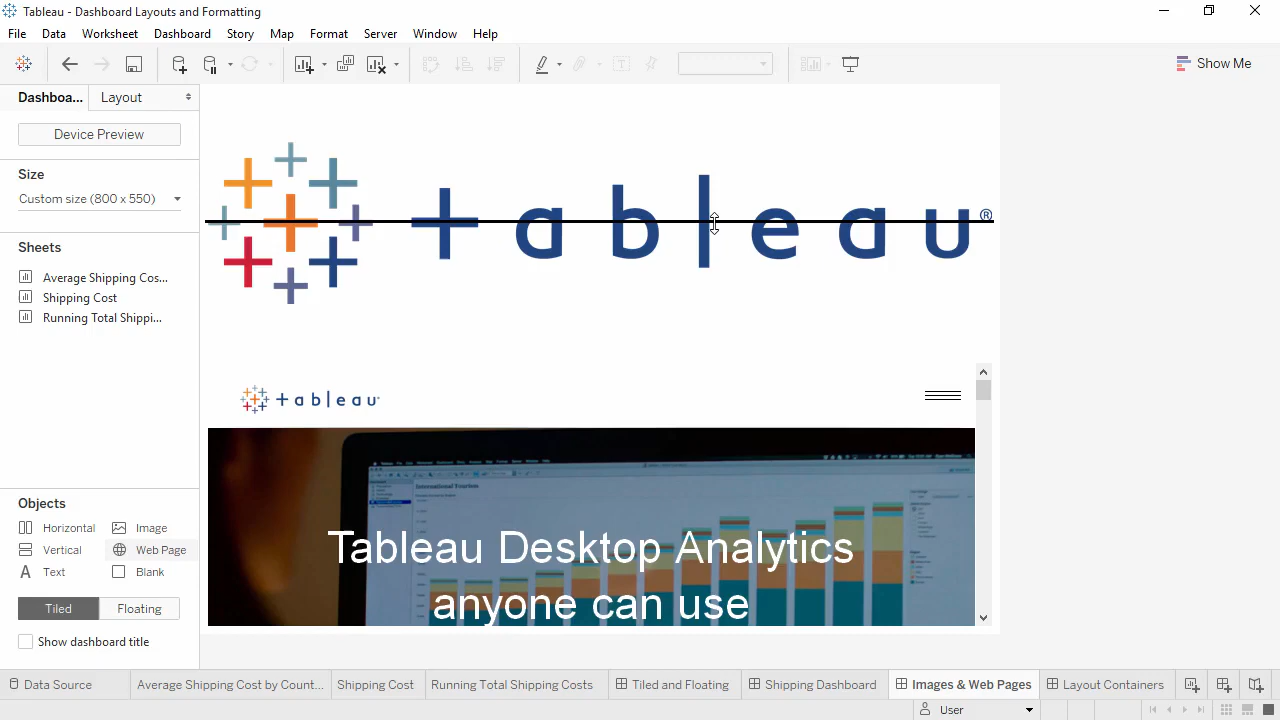 Tableau - Dashboard Layouts and Formatting
File Data Worksheet Dashboard Story Map Format Server Window Help
Show Me
Dashboa... Layout
Device Preview
Size
Custom size (800 x 550)
Sheets
Average Shipping Cos...
Shipping Cost
Running Total Shippi...
Objects
Horizontal Image
Vertical Web Page
Text Blank
Tiled Floating
Show dashboard title
+ a b l e a u®
+ a b l e a u
International Tourism
Tableau Desktop Analytics
anyone can use
Data Source Average Shipping Cost by Count... Shipping Cost Running Total Shipping Costs Tiled and Floating Shipping Dashboard Images & Web Pages Layout Containers
User